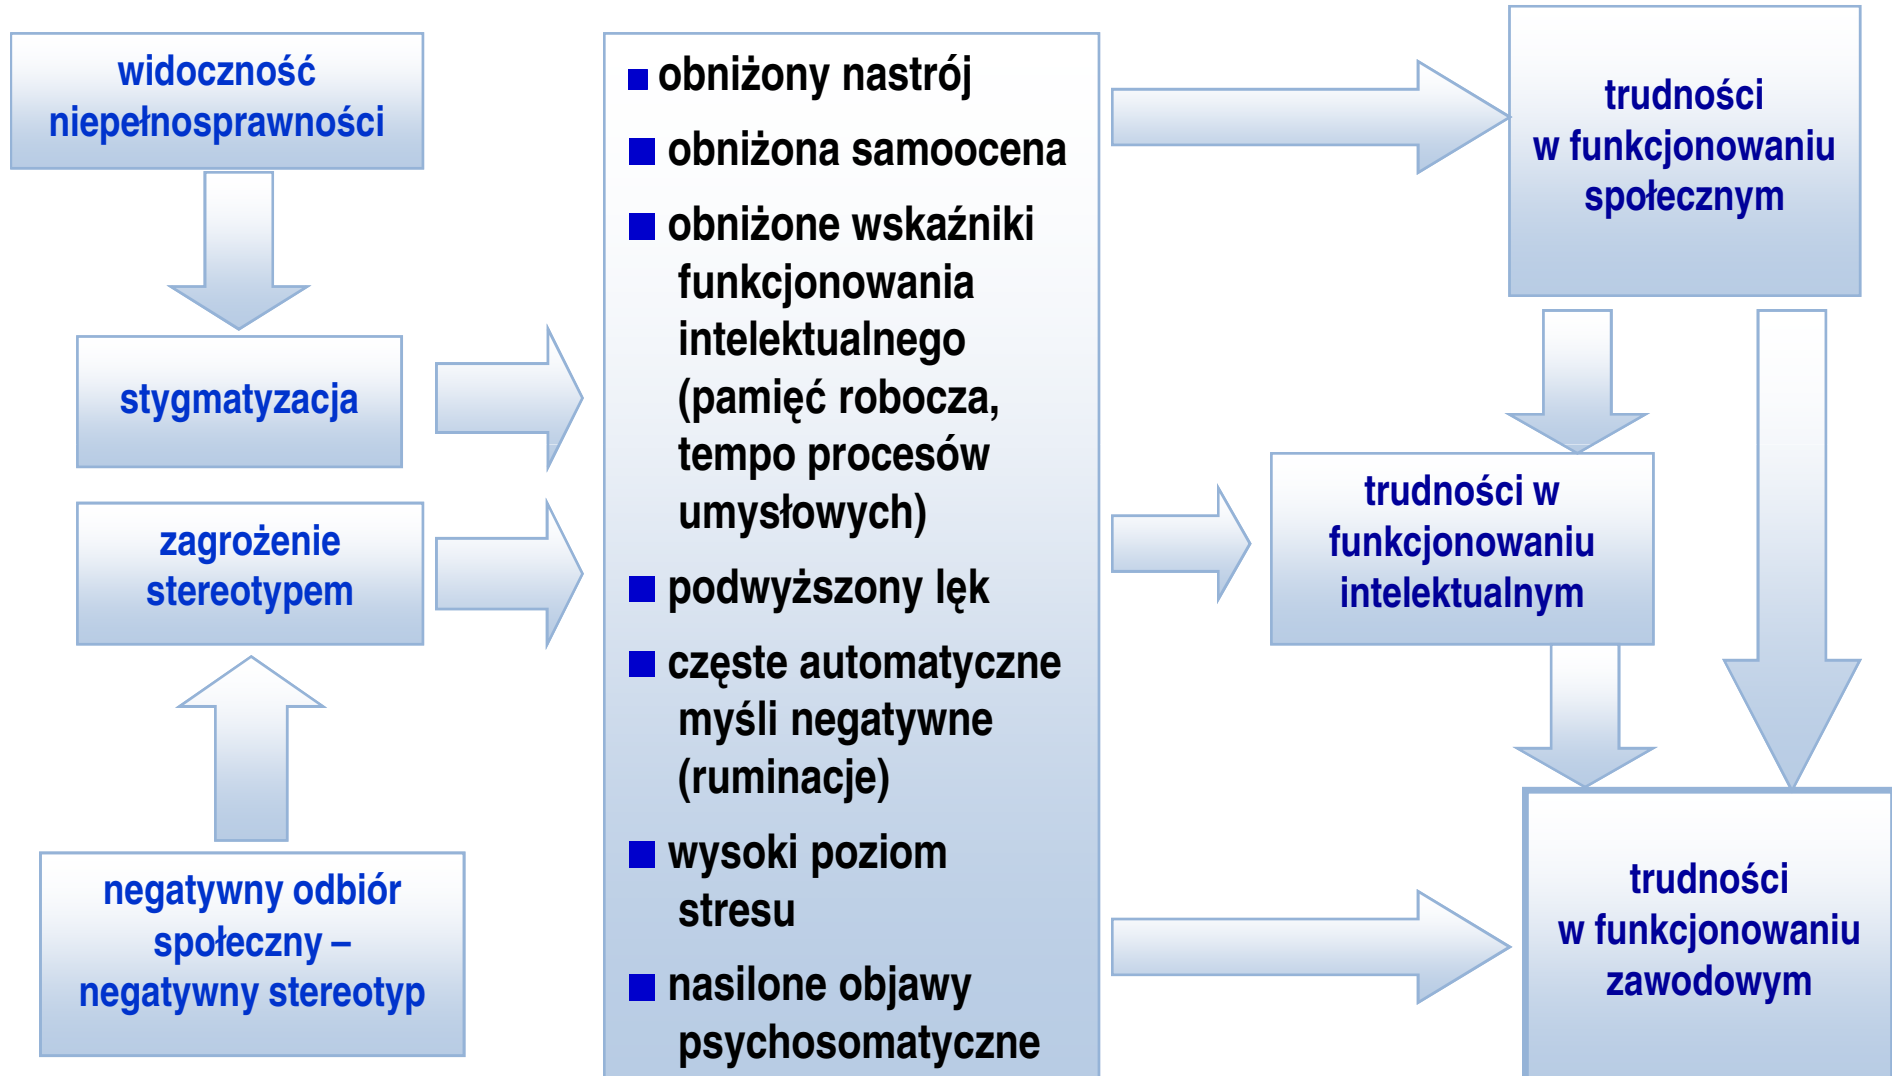 widoczność
niepełnosprawności
stygmatyzacja
zagrożenie
stereotypem
negatywny odbiór
społeczny –
negatywny stereotyp
obniżony nastrój
obniżona samoocena
obniżone wskaźniki
funkcjonowania
intelektualnego
(pamięć robocza,
tempo procesów
umysłowych)
podwyższony lęk
częste automatyczne
myśli negatywne
(ruminacje)
wysoki poziom
stresu
nasilone objawy
psychosomatyczne
trudności
w funkcjonowaniu
społecznym
trudności w
funkcjonowaniu
intelektualnym
trudności
w funkcjonowaniu
zawodowym